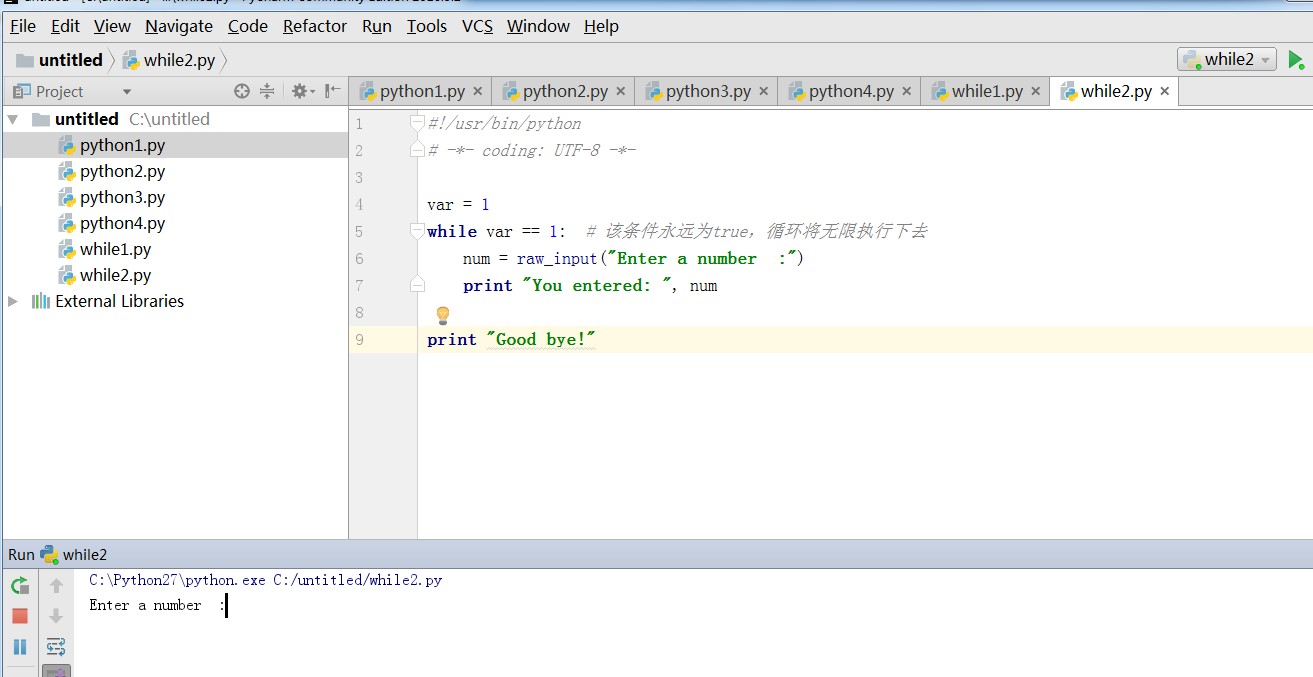 File Edit View Navigate Code Refactor Run Tools VCS Window Help
untitled while2.py while2
Project python1.py python2.py python3.py python4.py while1.py while2.py
untitled C:\untitled
python1.py
python2.py
python3.py
python4.py
while1.py
while2.py
External Libraries
1 #!/usr/bin/python
2 # -*- coding: UTF-8 -*-
3
4 var = 1
5 while var == 1:  # 该条件永远为true，循环将无限执行下去
6 num = raw_input("Enter a number  :")
7 print "You entered: ", num
8
9 print "Good bye!"
Run while2
C:\Python27\python.exe C:/untitled/while2.py
Enter a number  :